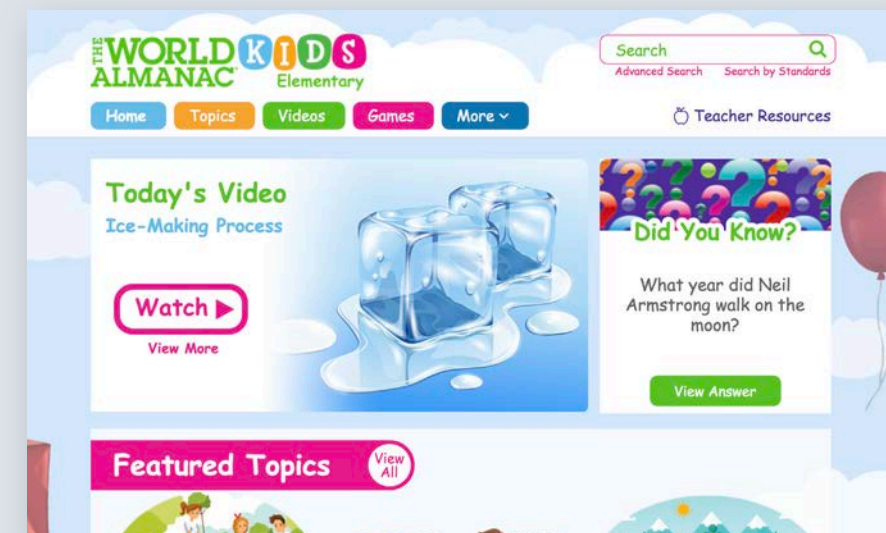 THE WORLD KIDS
ALMANAC
Elementary
Search
Advanced Search Search by Standards
Home Topics Videos Games More
Teacher Resources
Today's Video
Ice-Making Process
Watch
View More
Did You Know?
What year did Neil
Armstrong walk on the
moon?
View Answer
Featured Topics
View
All